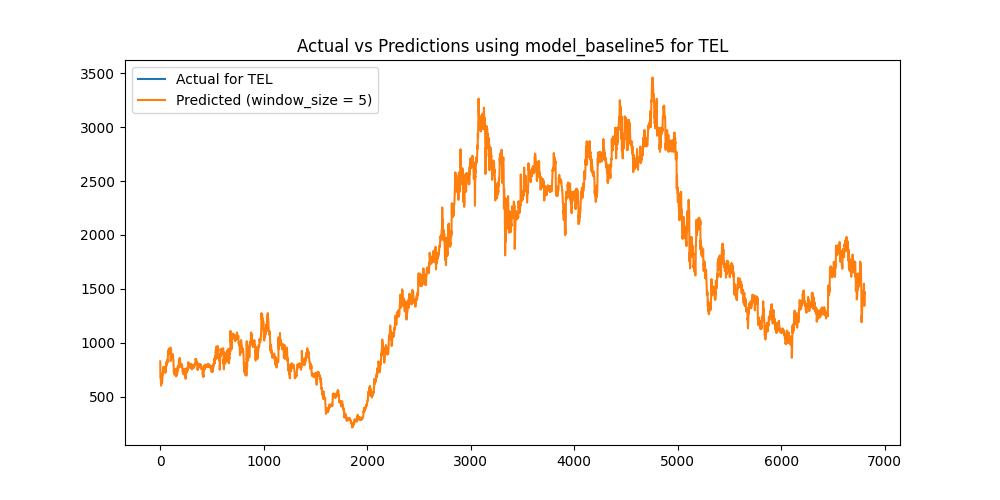 Actual vs Predictions using model_baseline5 for TEL
Actual for TEL
Predicted (window_size = 5)
3500
3000
2500
2000
1500
1000
500
0 1000 2000 3000 4000 5000 6000 7000